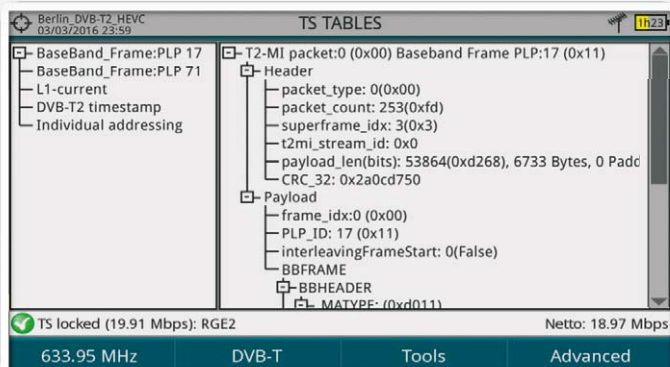 Berlin_DVB-T2_HEVC
03/03/2016 23:59
TS TABLES
1h23
BaseBand_Frame:PLP 17
BaseBand_Frame:PLP 71
L1-current
DVB-T2 timestamp
Individual addressing
T2-MI packet:0 (0x00) Baseband Frame PLP:17 (0x11)
Header
packet_type: 0(0x00)
packet_count: 253(0xfd)
superframe_idx: 3(0x3)
t2mi_stream_id: 0x0
payload_len(bits): 53864(0xd268), 6733 Bytes, 0 Padd
CRC_32: 0x2a0cd750
Payload
frame_idx:0 (0x00)
PLP_ID: 17 (0x11)
interleavingFrameStart: 0(False)
BBFRAME
BBHEADER
MATYPE: (0xd011)
TS locked (19.91 Mbps): RGE2
Netto: 18.97 Mbps
633.95 MHz
DVB-T
Tools
Advanced